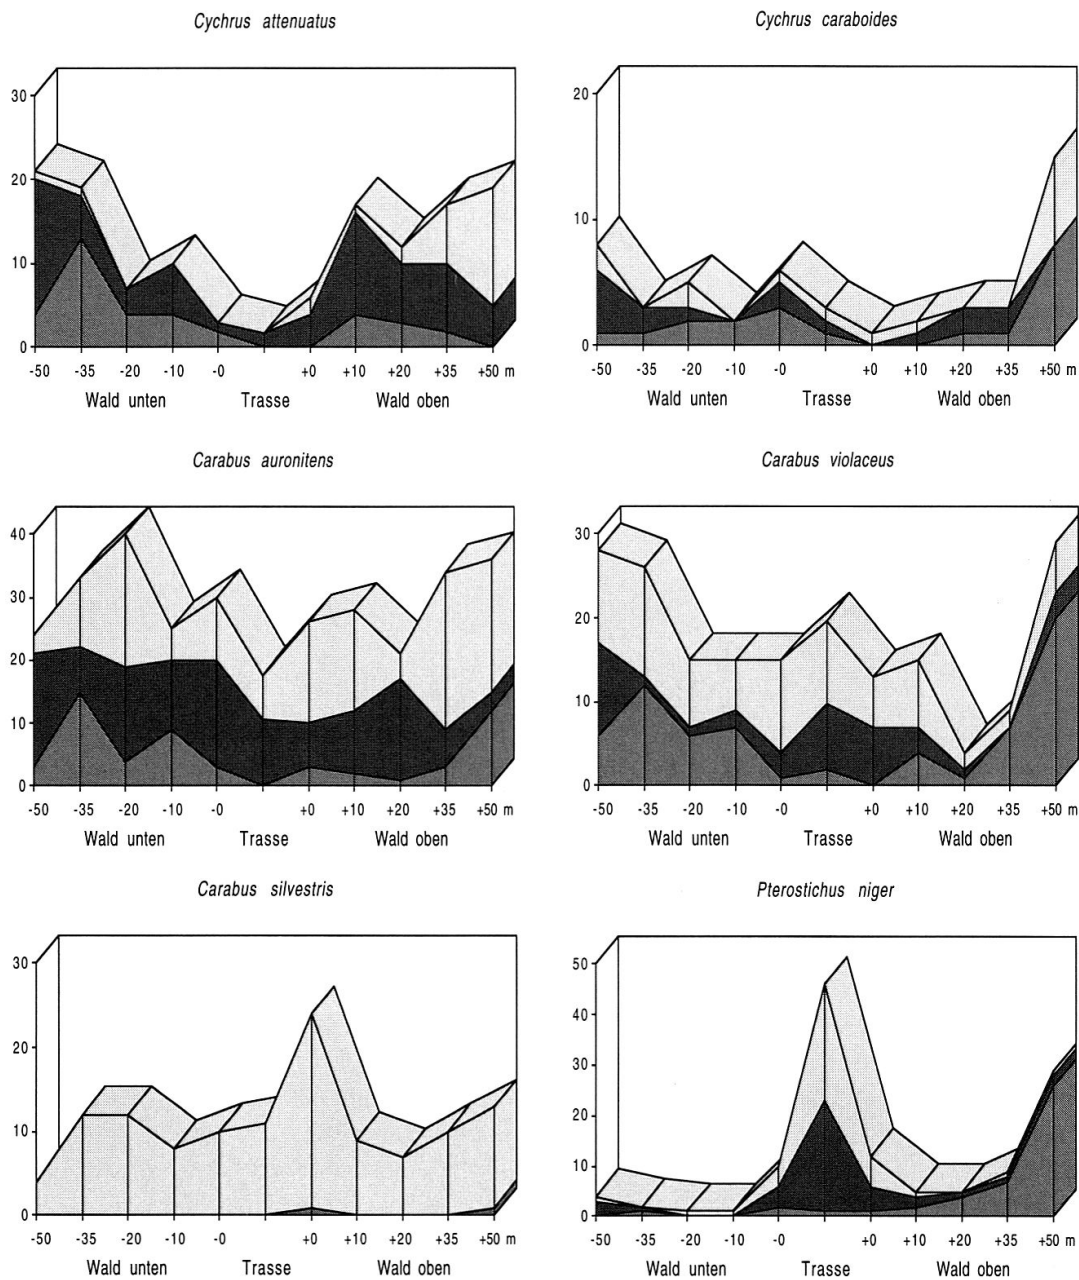 Cychrus attenuatus
Cychrus caraboides
30
20
10
0
-50 -35 -20 -10 -0 +0 +10 +20 +35 +50 m
Wald unten Trasse Wald oben
20
10
0
-50 -35 -20 -10 -0 +0 +10 +20 +35 +50 m
Wald unten Trasse Wald oben
Carabus auronitens
Carabus violaceus
40
30
20
10
0
-50 -35 -20 -10 -0 +0 +10 +20 +35 +50 m
Wald unten Trasse Wald oben
30
20
10
0
-50 -35 -20 -10 -0 +0 +10 +20 +35 +50 m
Wald unten Trasse Wald oben
Carabus silvestris
Pterostichus niger
30
20
10
0
-50 -35 -20 -10 -0 +0 +10 +20 +35 +50 m
Wald unten Trasse Wald oben
50
40
30
20
10
0
-50 -35 -20 -10 -0 +0 +10 +20 +35 +50 m
Wald unten Trasse Wald oben